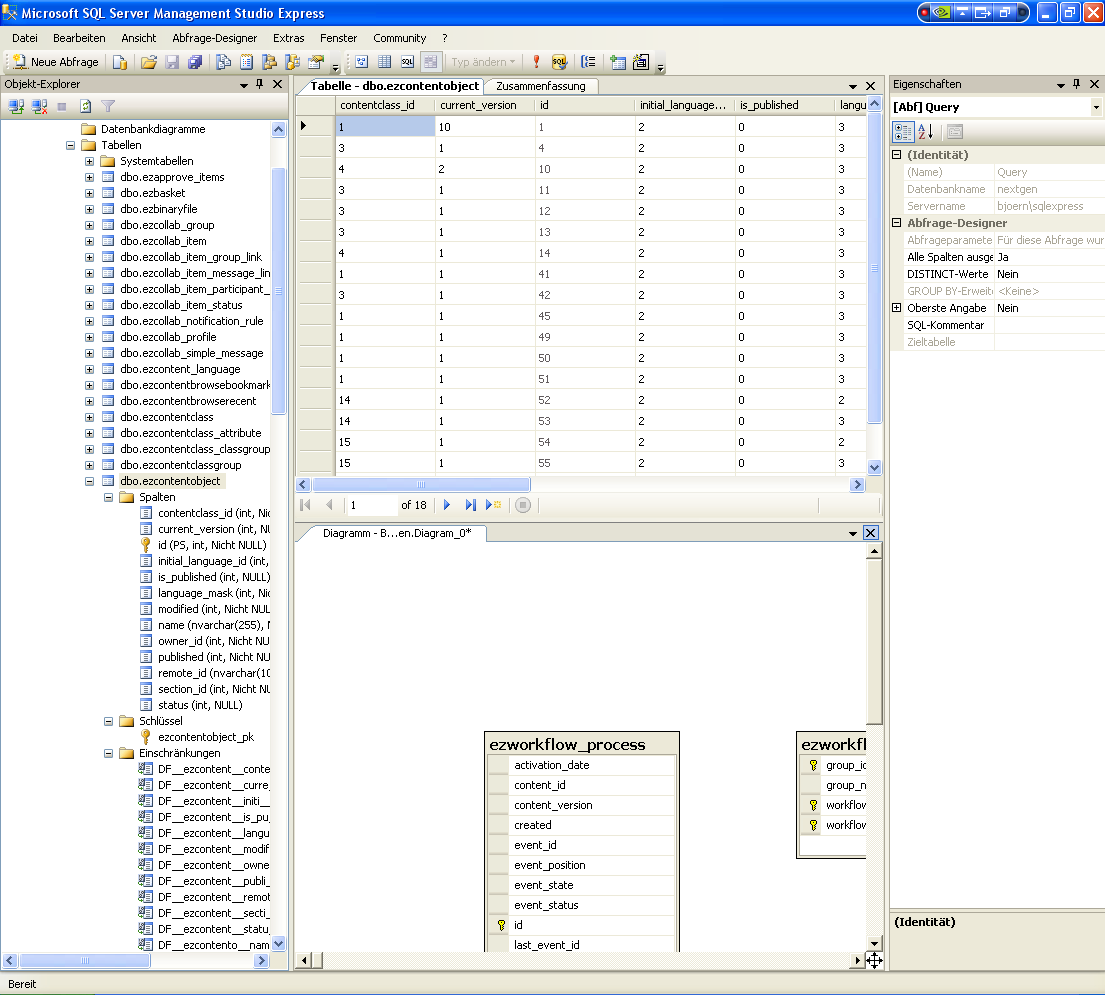 Microsoft SQL Server Management Studio Express
Datei Bearbeiten Ansicht Abfrage-Designer Extras Fenster Community ?
Neue Abfrage SQL Typ ändern SQL
Objekt-Explorer
Datenbankdiagramme
Tabellen
Systemtabellen
dbo.ezapprove_items
dbo.ezbasket
dbo.ezbinaryfile
dbo.ezcollab_group
dbo.ezcollab_item
dbo.ezcollab_item_group_link
dbo.ezcollab_item_message_lin
dbo.ezcollab_item_participant_
dbo.ezcollab_item_status
dbo.ezcollab_notification_rule
dbo.ezcollab_profile
dbo.ezcollab_simple_message
dbo.ezcontent_language
dbo.ezcontentbrowsebookmark
dbo.ezcontentbrowserecent
dbo.ezcontentclass
dbo.ezcontentclass_attribute
dbo.ezcontentclass_classgroup
dbo.ezcontentclassgroup
dbo.ezcontentobject
Spalten
contentclass_id (int, Nic
current_version (int, NU
id (PS, int, Nicht NULL)
initial_language_id (int,
is_published (int, NULL)
language_mask (int, Nic
modified (int, Nicht NUL
name (nvarchar(255), N
owner_id (int, Nicht NU
published (int, Nicht NU
remote_id (nvarchar(10
section_id (int, Nicht NU
status (int, NULL)
Schlüssel
ezcontentobject_pk
Einschränkungen
DF__ezcontent__conte
DF__ezcontent__curre_
DF__ezcontent__initi__
DF__ezcontent__is_pu_
DF__ezcontent__langu
DF__ezcontent__modif
DF__ezcontent__owne
DF__ezcontent__publi_
DF__ezcontent__remot
DF__ezcontent__secti_
DF__ezcontent__statu_
DF__ezcontento__nam
Tabelle - dbo.ezcontentobject Zusammenfassung
contentclass_id current_version id initial_language... is_published langu
1 10 1 2 0 3
3 1 4 2 0 3
4 2 10 2 0 3
3 1 11 2 0 3
3 1 12 2 0 3
3 1 13 2 0 3
4 1 14 2 0 3
1 1 41 2 0 3
3 1 42 2 0 3
1 1 45 2 0 3
1 1 49 2 0 3
1 1 50 2 0 3
1 1 51 2 0 3
14 1 52 2 0 2
14 1 53 2 0 3
15 1 54 2 0 2
15 1 55 2 0 3
1 of 18
Diagramm - B...en.Diagram_0*
ezworkflow_process
activation_date
content_id
content_version
created
event_id
event_position
event_state
event_status
id
last_event_id
ezworkfl
group_id
group_n
workflow
workflow
Eigenschaften
[Abf] Query
A
Z
(Identität)
(Name) Query
Datenbankname nextgen
Servername bjoern\sqlexpress
Abfrage-Designer
Abfrageparamete Für diese Abfrage wur
Alle Spalten ausge Ja
DISTINCT-Werte Nein
GROUP BY-Erweite <Keine>
Oberste Angabe Nein
SQL-Kommentar
Zieltabelle
(Identität)
Bereit